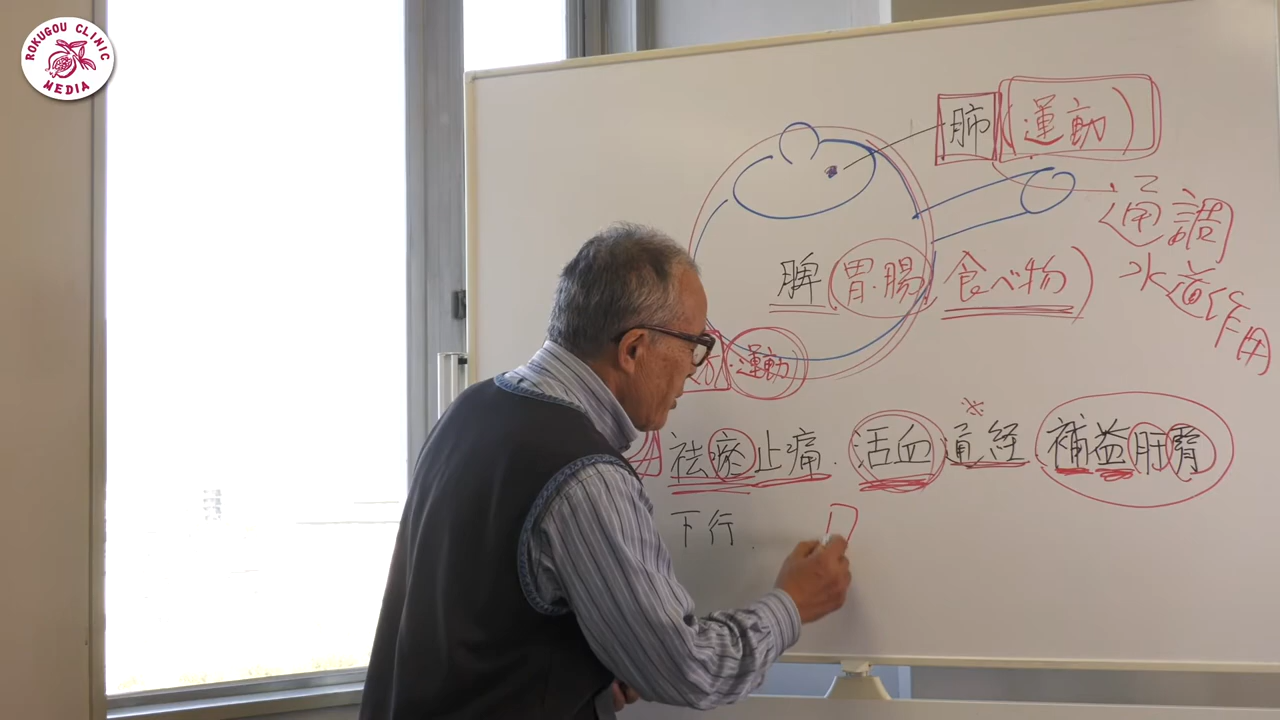 ROKUGOU CLINIC
MEDIA
肺(運動)
通調
水道作用
脾(胃・腸, 食べ物)
・運動
祛瘀止痛. 活血通経 補益肝腎
※
下行